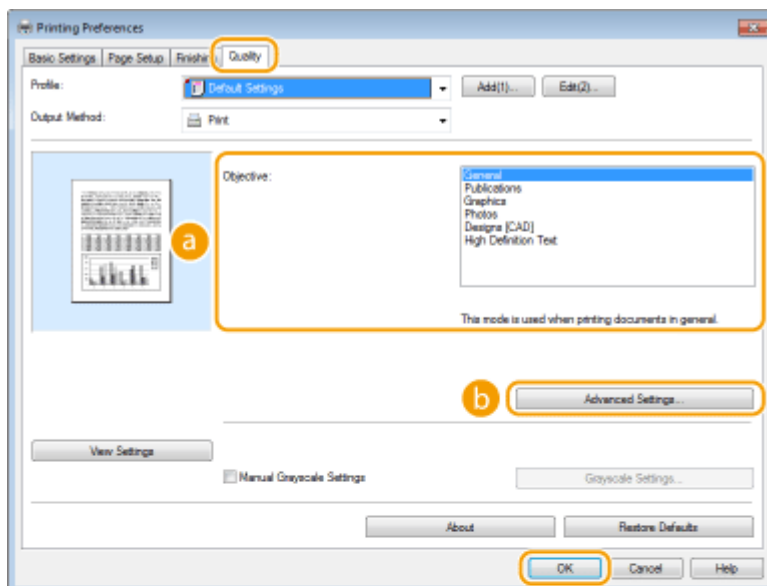 Printing Preferences
Basic Settings Page Setup Finishing Quality
Profile: Default Settings Add(1)... Edit(2)...
Output Method: Print
Objective: General
Publications
Graphics
Photos
Designs [CAD]
High Definition Text
a
This mode is used when printing documents in general.
b Advanced Settings...
View Settings
Manual Grayscale Settings Grayscale Settings...
About Restore Defaults
OK Cancel Help